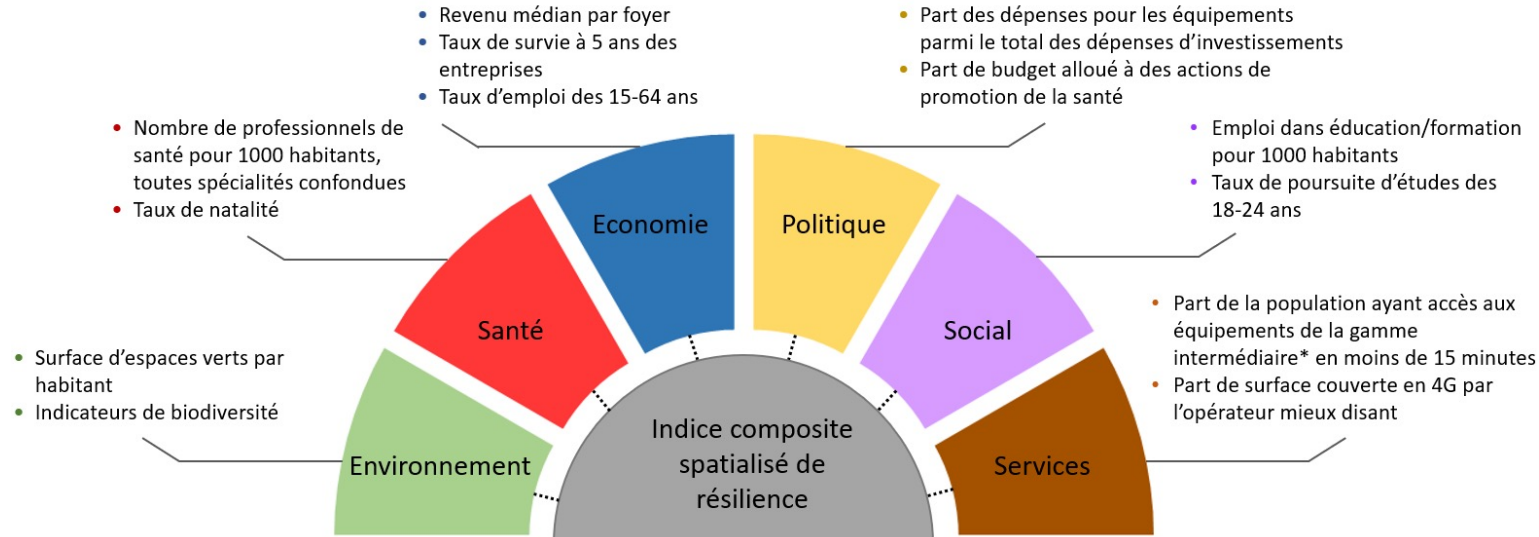 • Surface d’espaces verts par
habitant
• Indicateurs de biodiversité
Environnement
• Nombre de professionnels de
santé pour 1000 habitants,
toutes spécialités confondues
• Taux de natalité
Santé
• Revenu médian par foyer
• Taux de survie à 5 ans des
entreprises
• Taux d’emploi des 15-64 ans
Economie
• Part des dépenses pour les équipements
parmi le total des dépenses d’investissements
• Part de budget alloué à des actions de
promotion de la santé
Politique
• Emploi dans éducation/formation
pour 1000 habitants
• Taux de poursuite d’études des
18-24 ans
Social
• Part de la population ayant accès aux
équipements de la gamme
intermédiaire* en moins de 15 minutes
• Part de surface couverte en 4G par
l’opérateur mieux disant
Services
Indice composite
spatialisé de
résilience